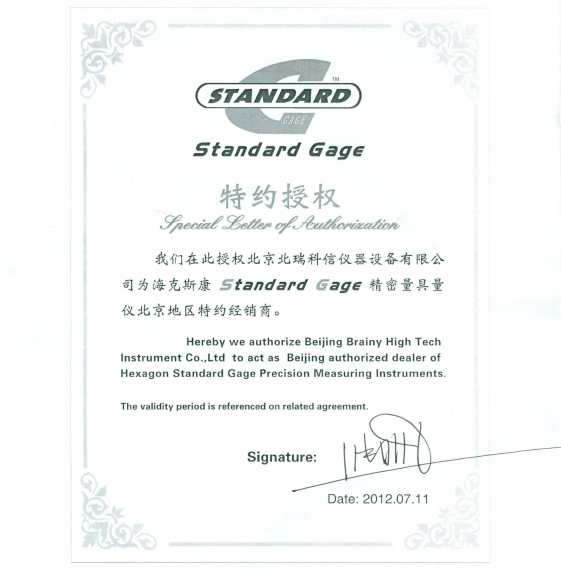 STANDARD
TM
GAGE
Standard Gage
特约授权
Special Letter of Authorization
我们在此授权北京北瑞科信仪器设备有限公
司为海克斯康 Standard Gage 精密量具量
仪北京地区特约经销商。
Hereby we authorize Beijing Brainy High Tech
Instrument Co.,Ltd to act as Beijing authorized dealer of
Hexagon Standard Gage Precision Measuring Instruments.
The validity period is referenced on related agreement.
Signature:
Date: 2012.07.11